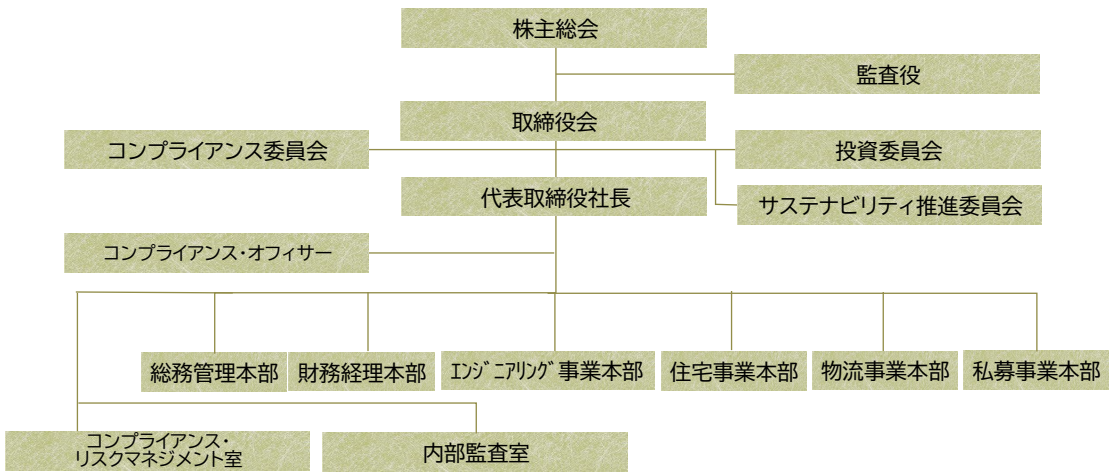 株主総会
監査役
取締役会
コンプライアンス委員会
投資委員会
代表取締役社長
サステナビリティ推進委員会
コンプライアンス・オフィサー
総務管理本部
財務経理本部
ｴﾝｼﾞﾆｱﾘﾝｸﾞ事業本部
住宅事業本部
物流事業本部
私募事業本部
コンプライアンス・
リスクマネジメント室
内部監査室